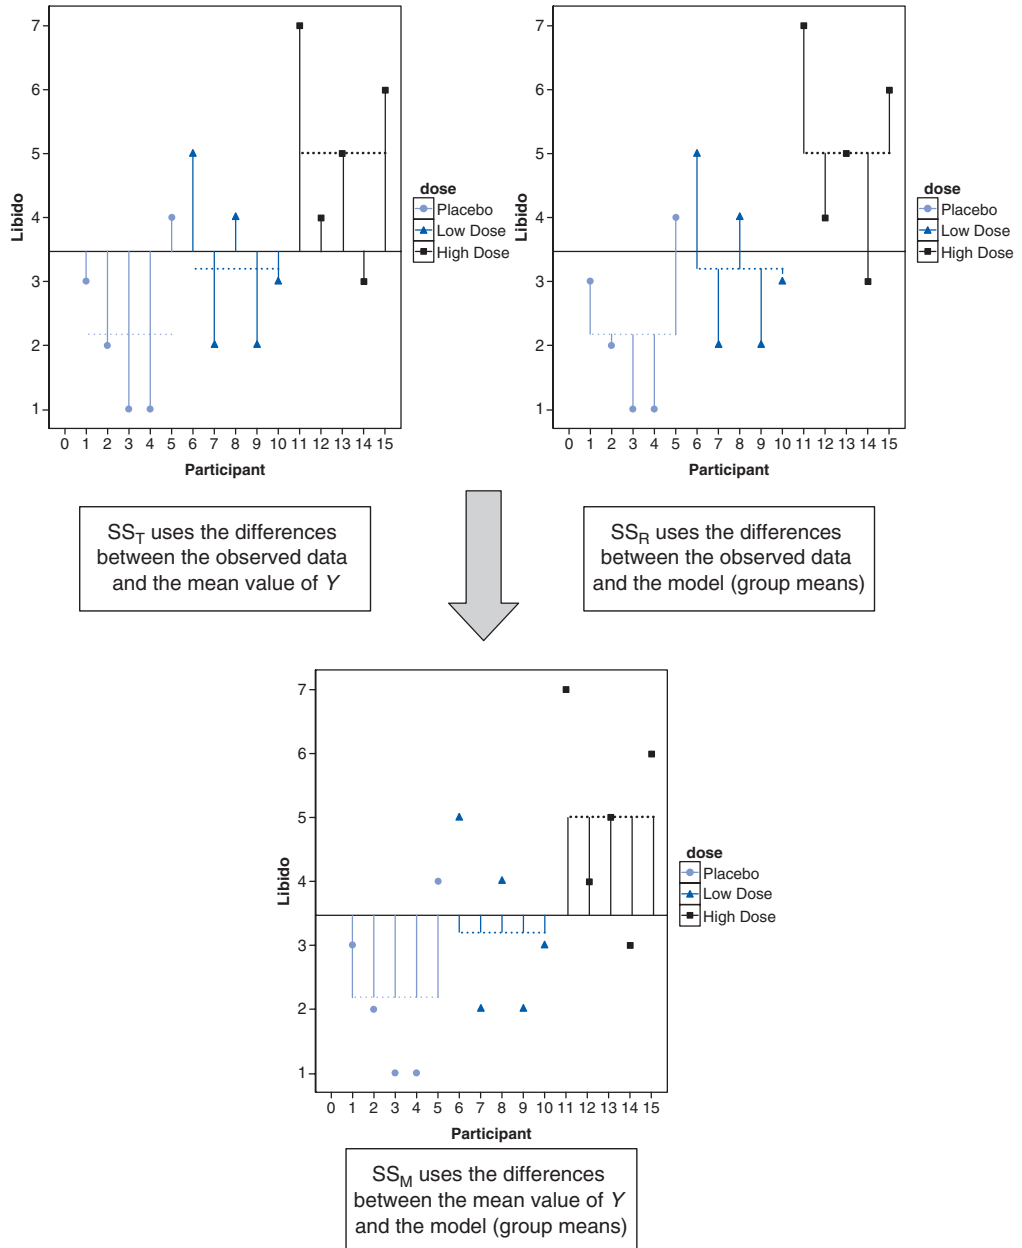 7
6
5
4
3
2
1
Libido
0 1 2 3 4 5 6 7 8 9 10 11 12 13 14 15
Participant
dose
Placebo
Low Dose
High Dose
7
6
5
4
3
2
1
Libido
0 1 2 3 4 5 6 7 8 9 10 11 12 13 14 15
Participant
dose
Placebo
Low Dose
High Dose
SST uses the differences
between the observed data
and the mean value of Y
SSR uses the differences
between the observed data
and the model (group means)
7
6
5
4
3
2
1
Libido
0 1 2 3 4 5 6 7 8 9 10 11 12 13 14 15
Participant
dose
Placebo
Low Dose
High Dose
SSM uses the differences
between the mean value of Y
and the model (group means)